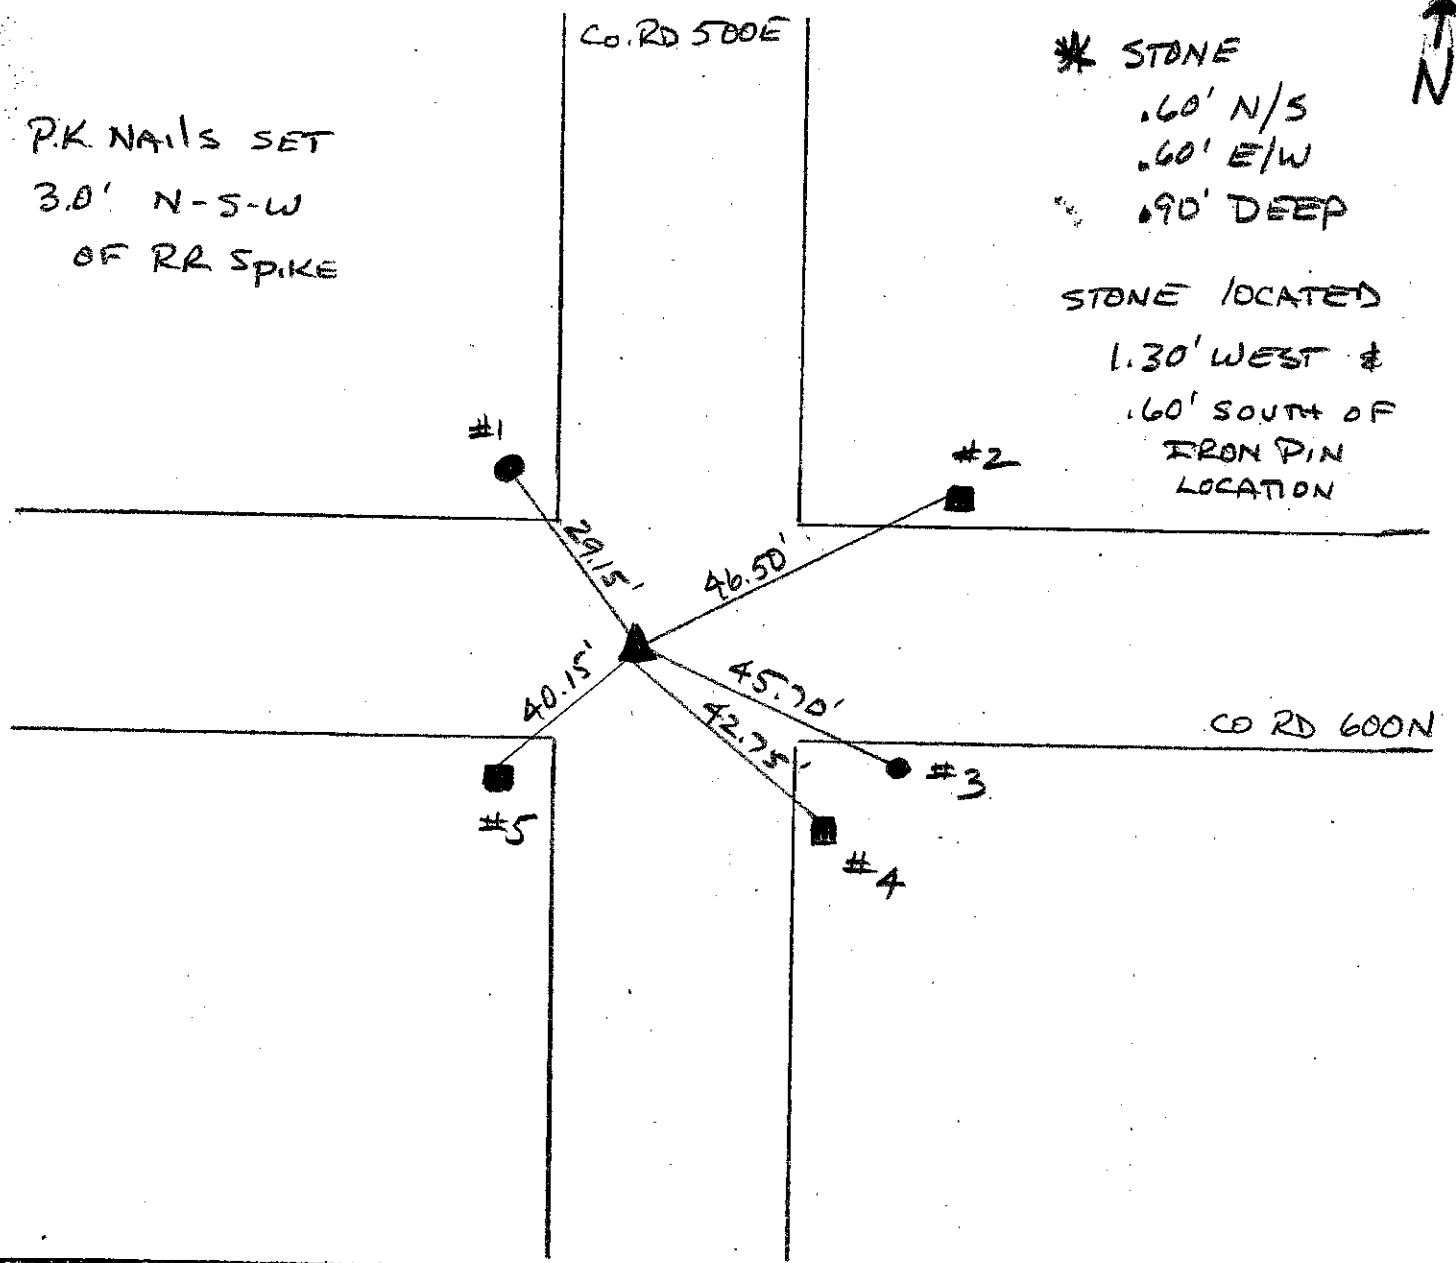 Co. RD 500E
P.K. NAILS SET
3.0' N-S-W
OF RR SPIKE
* STONE
.60' N/S
.60' E/W
.90' DEEP
N
STONE LOCATED
1.30' WEST &
.60' SOUTH OF
IRON PIN
LOCATION
#1
#2
29.15'
46.50'
40.15'
45.70'
42.75'
CO RD 600N
#3
#5
#4